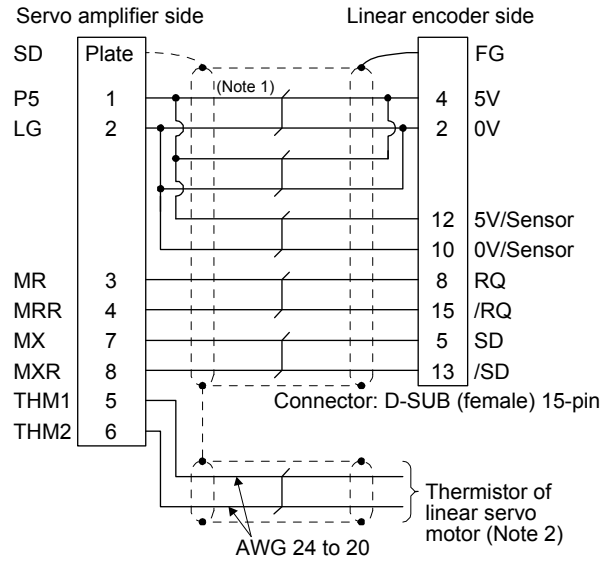 Servo amplifier side Linear encoder side
SD Plate FG
(Note 1)
P5 1 4 5V
LG 2 2 0V
12 5V/Sensor
10 0V/Sensor
MR 3 8 RQ
MRR 4 15 /RQ
MX 7 5 SD
MXR 8 13 /SD
THM1 5 Connector: D-SUB (female) 15-pin
THM2 6
Thermistor of
linear servo
motor (Note 2)
AWG 24 to 20